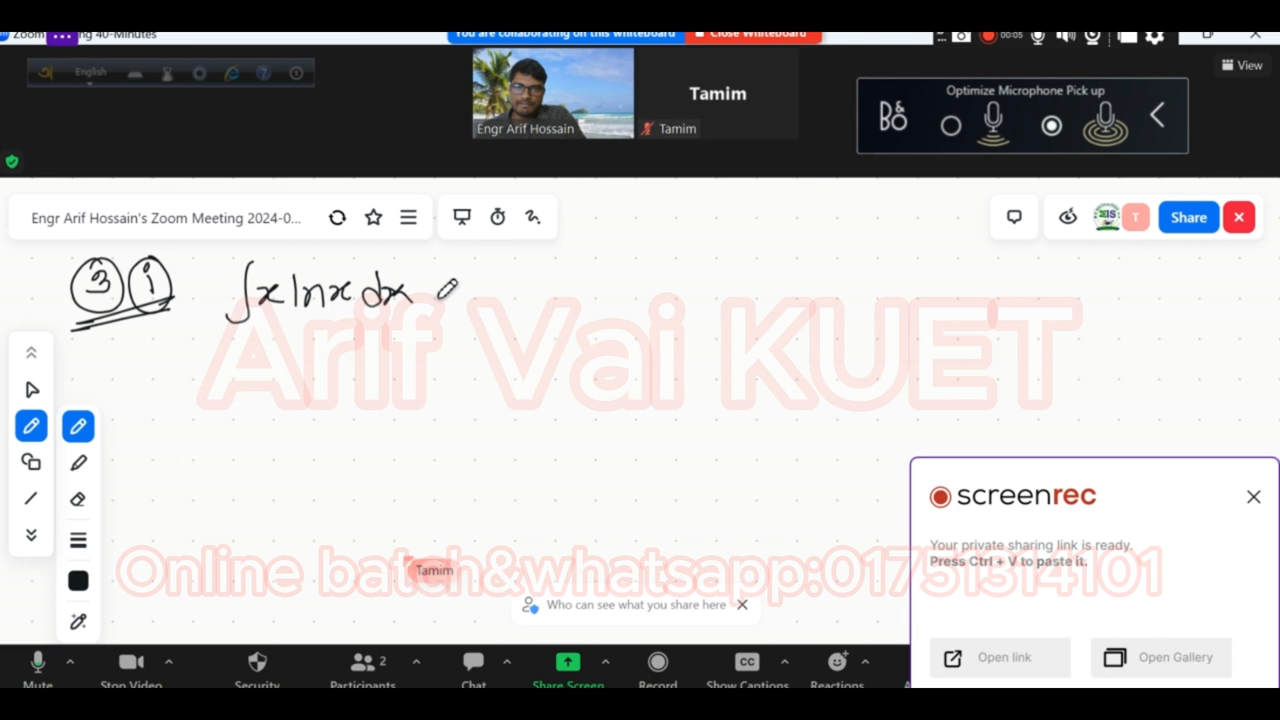 Zoom ng 40-Minutes
You are collaborating on this whiteboard
Close Whiteboard
00:05
English
View
Tamim
Engr Arif Hossain
Tamim
Optimize Microphone Pick up
B&O
Engr Arif Hossain's Zoom Meeting 2024-0...
T
Share
3 i ∫x lnx dx
Arif Vai KUET
screenrec
Your private sharing link is ready.
Press Ctrl + V to paste it.
Online batch&whatsapp:01751314101
Tamim
Who can see what you share here
Open link
Open Gallery
2
CC
Mute
Stop Video
Security
Participants
Chat
Share Screen
Record
Show Captions
Reactions